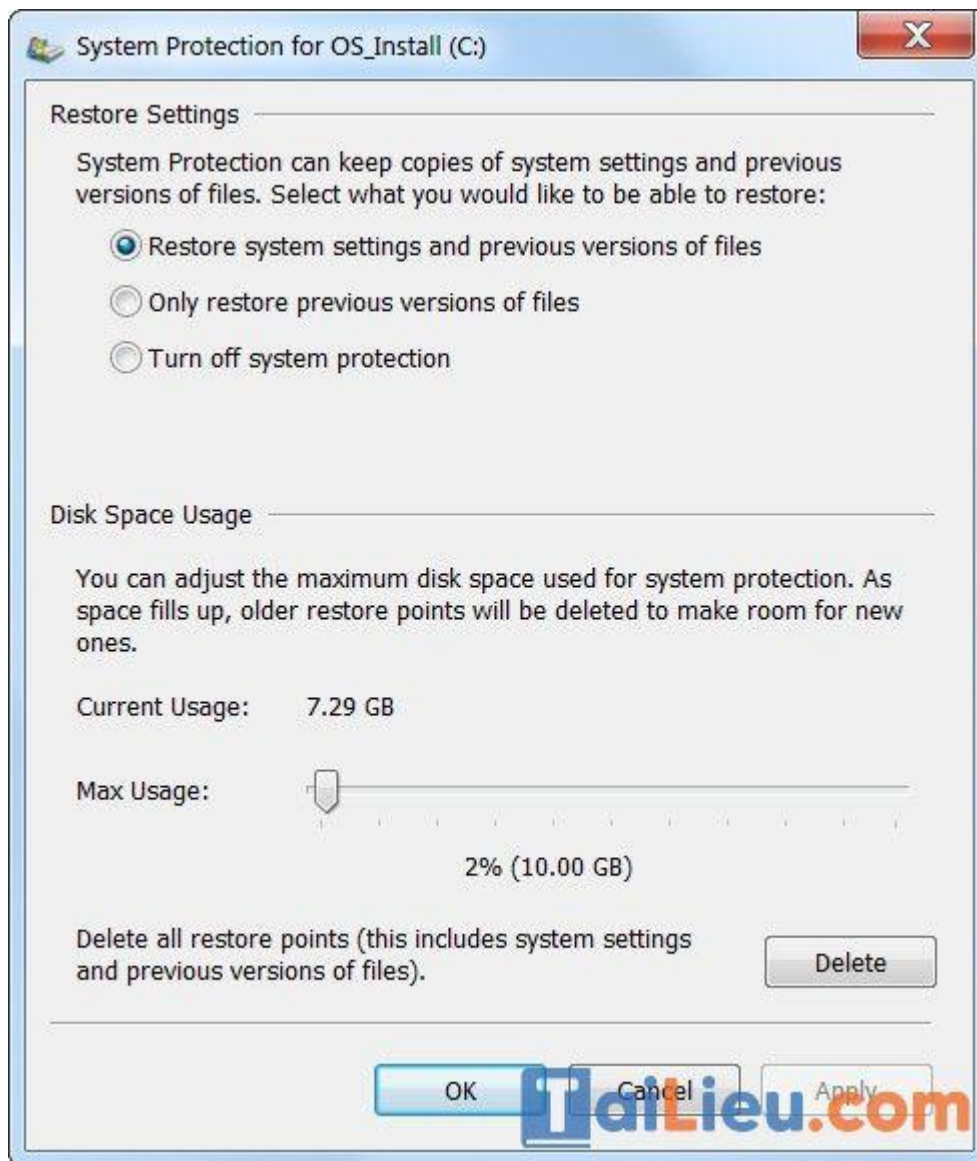 System Protection for OS_Install (C:)
Restore Settings
System Protection can keep copies of system settings and previous
versions of files. Select what you would like to be able to restore:
Restore system settings and previous versions of files
Only restore previous versions of files
Turn off system protection
Disk Space Usage
You can adjust the maximum disk space used for system protection. As
space fills up, older restore points will be deleted to make room for new
ones.
Current Usage: 7.29 GB
Max Usage:
2% (10.00 GB)
Delete all restore points (this includes system settings
and previous versions of files).
Delete
OK Cancel Apply
TaiLieu.com